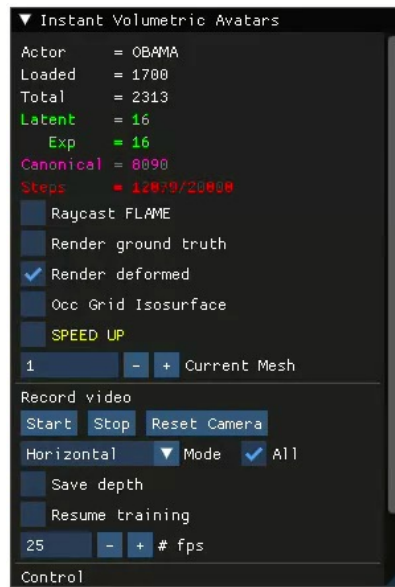 ▼ Instant Volumetric Avatars
Actor = OBAMA
Loaded = 1700
Total = 2313
Latent = 16
Exp = 16
Canonical = 8090
Steps =
Raycast FLAME
Render ground truth
Render deformed
Occ Grid Isosurface
SPEED UP
1 - + Current Mesh
Record video
Start Stop Reset Camera
Horizontal ▼ Mode All
Save depth
Resume training
25 - + # fps
Control